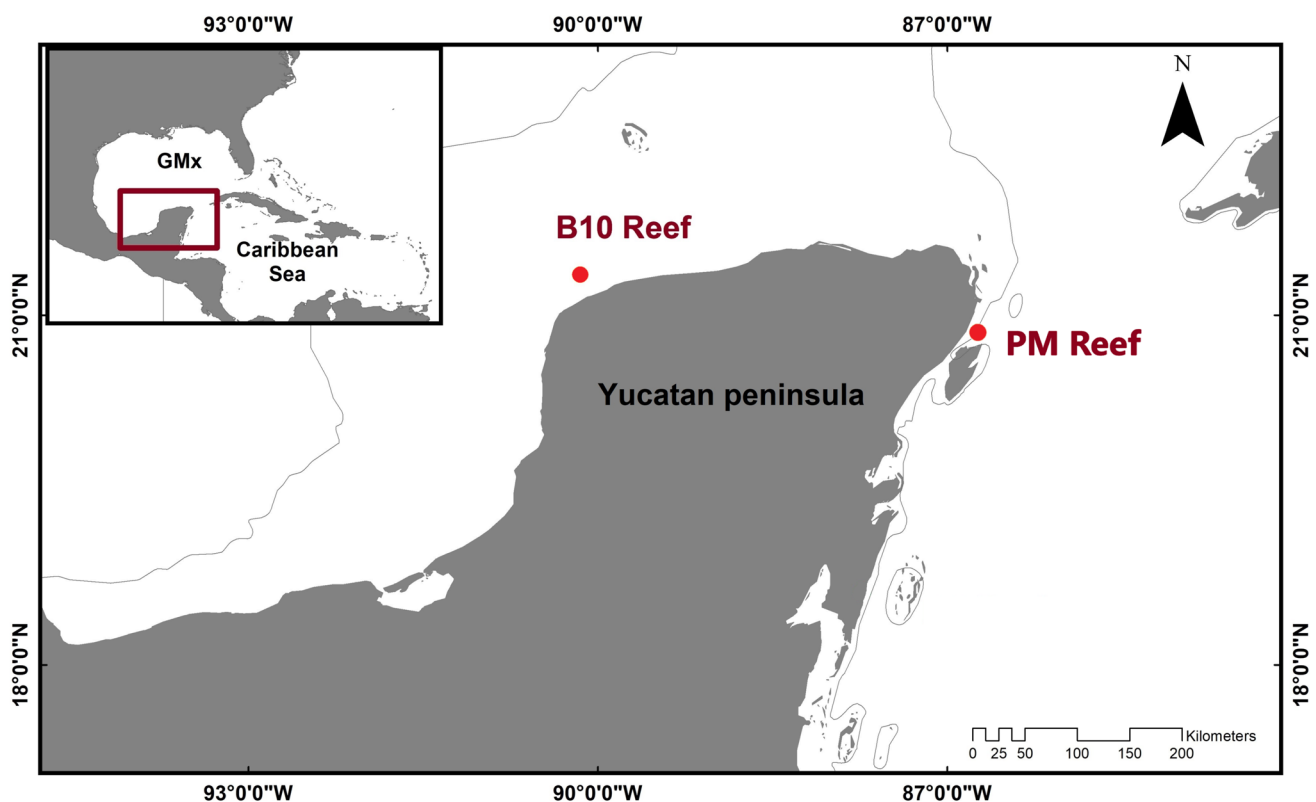 93°0'0"W
90°0'0"W
87°0'0"W
GMx
Caribbean
Sea
N
B10 Reef
PM Reef
Yucatan peninsula
21°0'0"N
21°0'0"N
18°0'0"N
18°0'0"N
Kilometers
0 25 50 100 150 200
93°0'0"W
90°0'0"W
87°0'0"W